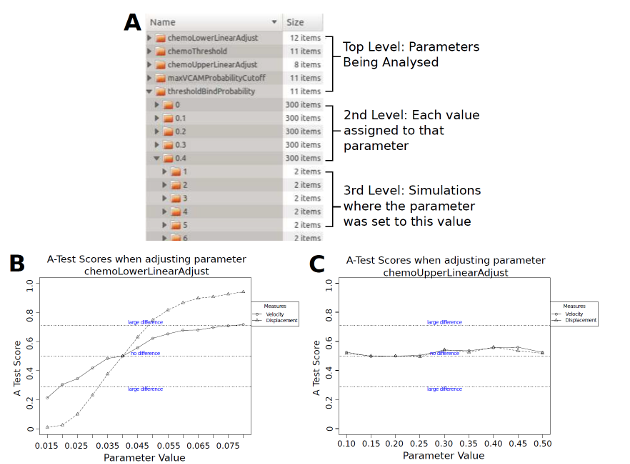 A
Name Size
chemoLowerLinearAdjust 12 items
chemoThreshold 11 items
chemoUpperLinearAdjust 8 items
maxVCAMProbabilityCutoff 11 items
thresholdBindProbability 11 items
0 300 items
0.1 300 items
0.2 300 items
0.3 300 items
0.4 300 items
1 2 items
2 2 items
3 2 items
4 2 items
5 2 items
6 2 items
Top Level: Parameters
Being Analysed
2nd Level: Each value
assigned to that
parameter
3rd Level: Simulations
where the parameter
was set to this value
B
A-Test Scores when adjusting parameter
chemoLowerLinearAdjust
A Test Score
1.0
0.8
0.6
0.4
0.2
0
large difference
no difference
large difference
Measures
Velocity
Displacement
0.015 0.025 0.035 0.045 0.055 0.065 0.075
Parameter Value
C
A-Test Scores when adjusting parameter
chemoUpperLinearAdjust
A Test Score
1.0
0.8
0.6
0.4
0.2
0
large difference
no difference
large difference
Measures
Velocity
Displacement
0.10 0.15 0.20 0.25 0.30 0.35 0.40 0.45 0.50
Parameter Value